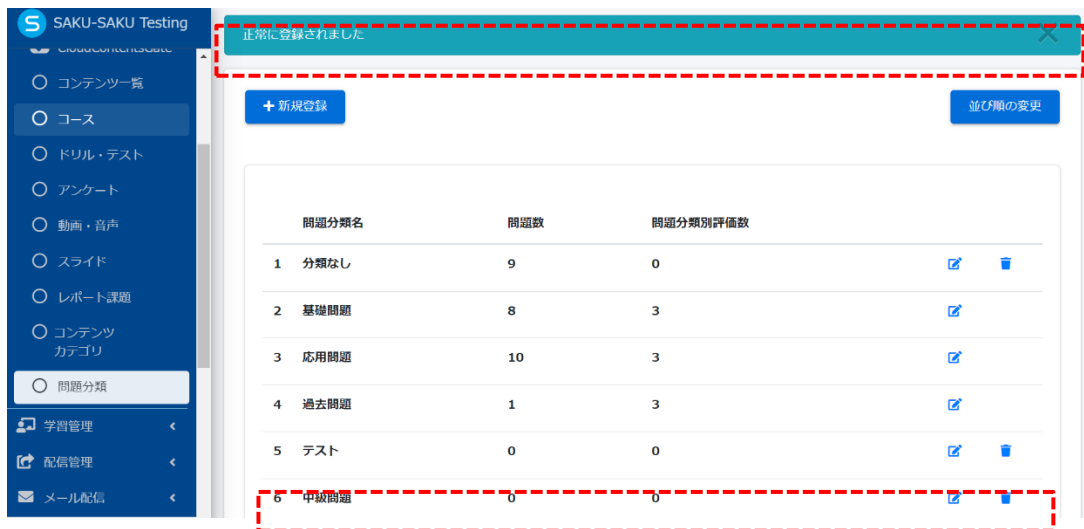 SAKU-SAKU Testing
CloudContentsGate
コンテンツ一覧
コース
ドリル・テスト
アンケート
動画・音声
スライド
レポート課題
コンテンツ
カテゴリ
問題分類
学習管理
配信管理
メール配信
正常に登録されました
+ 新規登録
並び順の変更
問題分類名 問題数 問題分類別評価数
1 分類なし 9 0
2 基礎問題 8 3
3 応用問題 10 3
4 過去問題 1 3
5 テスト 0 0
6 中級問題 0 0